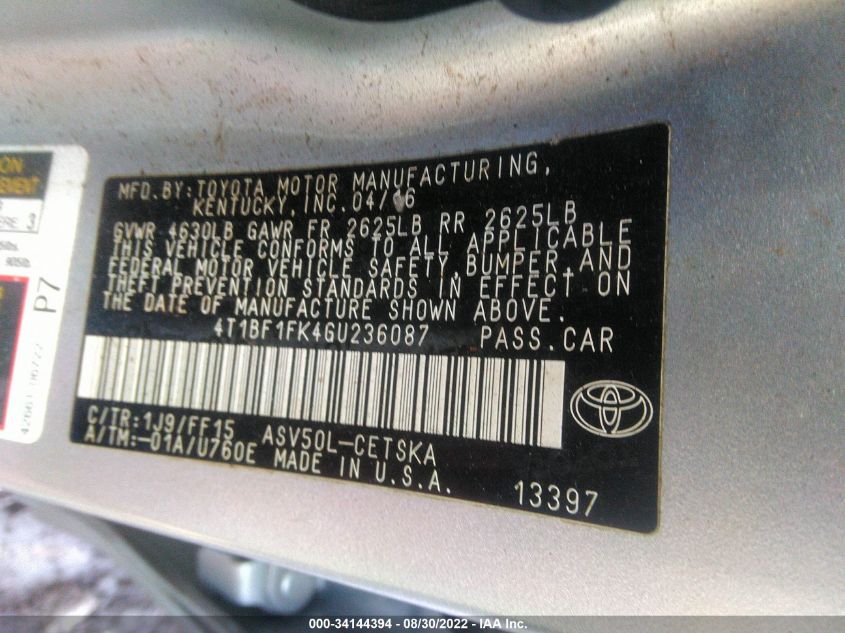 MFD.BY:TOYOTA MOTOR MANUFACTURING,
KENTUCKY, INC.04/16
GVWR 4630LB GAWR FR 2625LB RR 2625LB
THIS VEHICLE CONFORMS TO ALL APPLICABLE
FEDERAL MOTOR VEHICLE SAFETY,BUMPER,AND
THEFT PREVENTION STANDARDS IN EFFECT ON
THE DATE OF MANUFACTURE SHOWN ABOVE.
4T1BF1FK4GU236087 PASS.CAR
C/TR:1J9/FF15 ASV50L-CETSKA
A/TM:-01A/U760E MADE IN U.S.A.
13397
P7
3
000-34144394 - 08/30/2022 - IAA Inc.